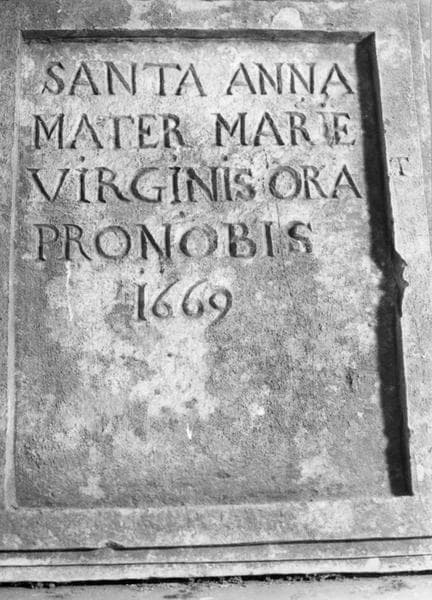 SANTA ANNA
MATER MARIE
VIRGINIS ORA
PRONOBIS
1669